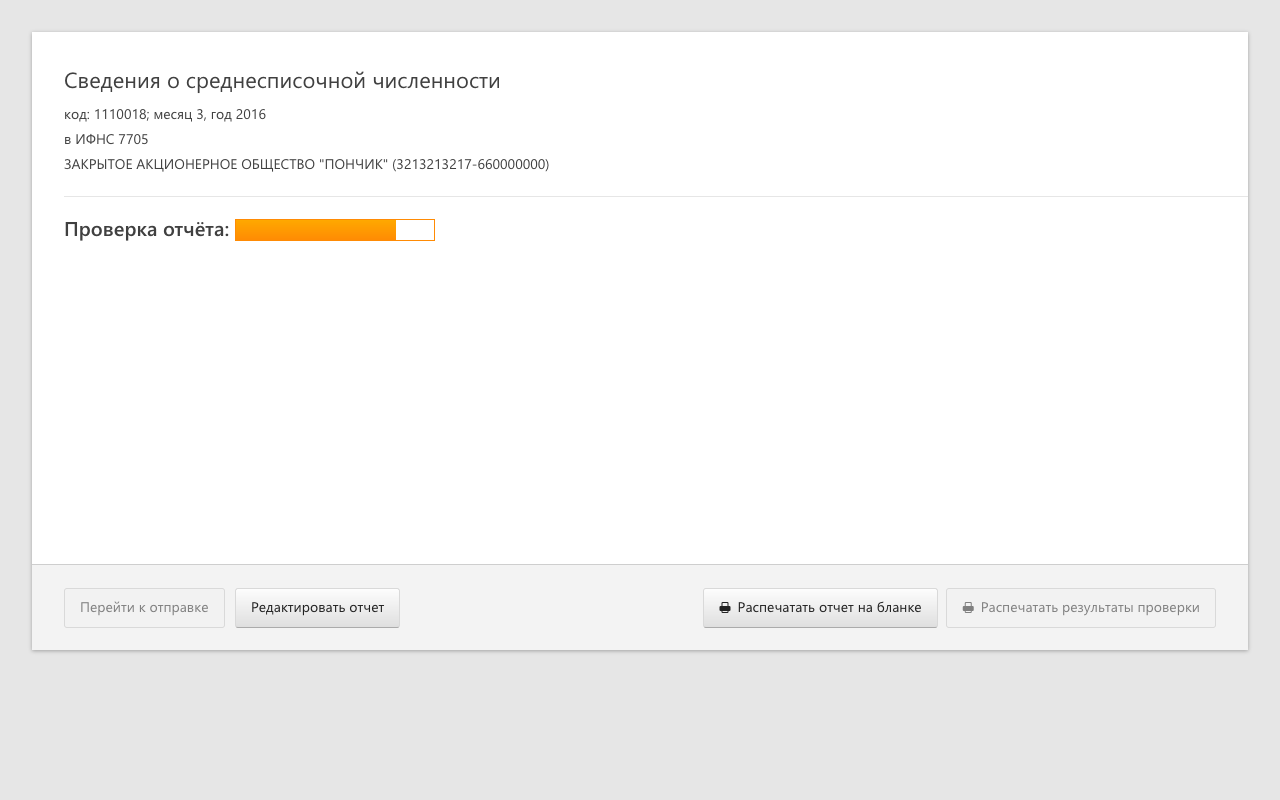 Сведения о среднесписочной численности
код: 1110018; месяц 3, год 2016
в ИФНС 7705
ЗАКРЫТОЕ АКЦИОНЕРНОЕ ОБЩЕСТВО "ПОНЧИК" (3213213217-660000000)
Проверка отчёта:
Перейти к отправке
Редактировать отчет
Распечатать отчет на бланке
Распечатать результаты проверки